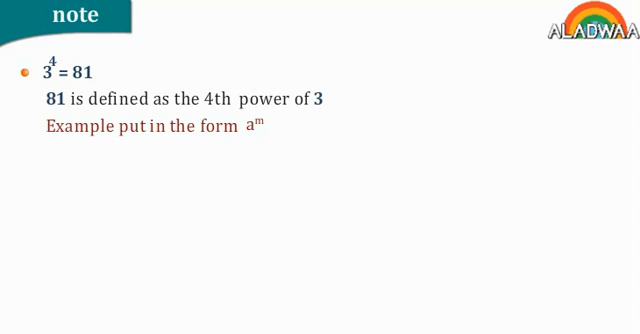 note
ALADWAA
3⁴ = 81
81 is defined as the 4th power of 3
Example put in the form aᵐ